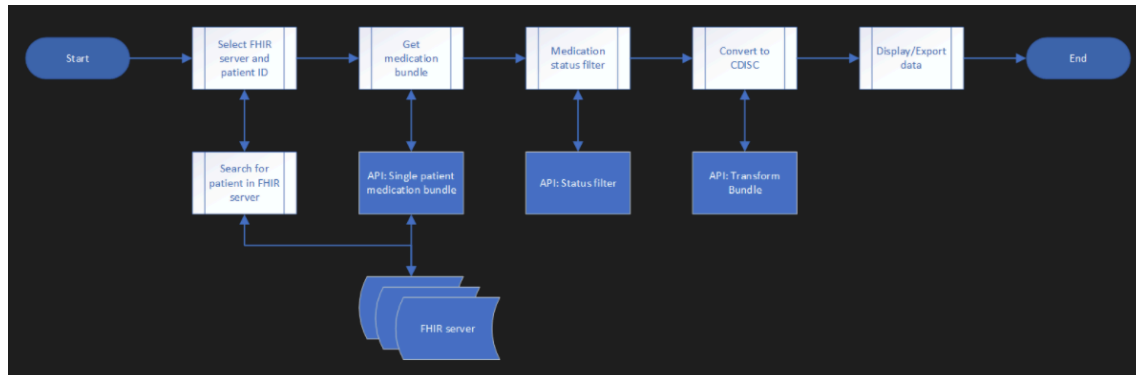 Start
Select FHIR
server and
patient ID
Get
medication
bundle
Medication
status filter
Convert to
CDISC
Display/Export
data
End
Search for
patient in FHIR
server
API: Single patient
medication bundle
API: Status filter
API: Transform
Bundle
FHIR server